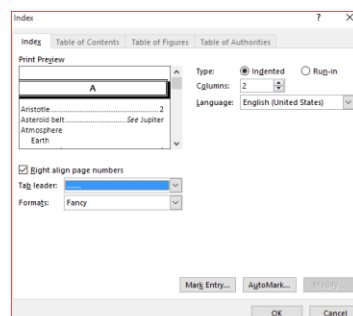 Index ? X
Index Table of Contents Table of Figures Table of Authorities
Print Preview
A
Aristotle 2
Asteroid belt See Jupiter
Atmosphere
Earth
Type: Indented Run-in
Columns: 2
Language: English (United States)
Right align page numbers
Tab leader: .......
Formats: Fancy
Mark Entry... AutoMark... Modify...
OK Cancel